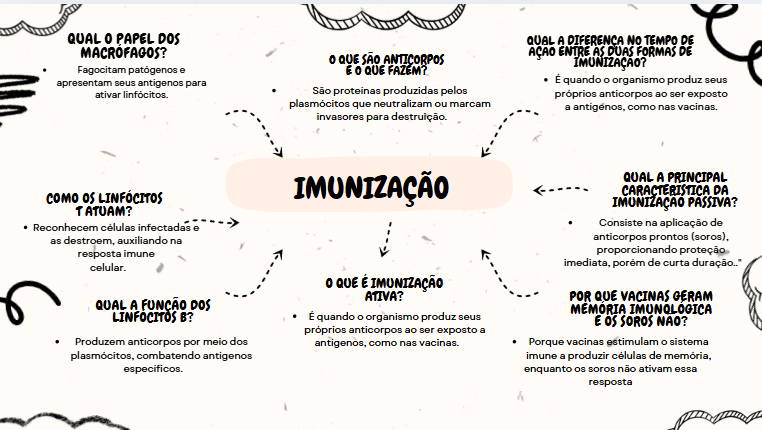 QUAL O PAPEL DOS
MACRÓFAGOS?
Fagocitam patógenos e
apresentam seus antígenos para
ativar linfócitos.
O QUE SÃO ANTICORPOS
E O QUE FAZEM?
São proteínas produzidas pelos
plasmócitos que neutralizam ou marcam
invasores para destruição.
QUAL A DIFERENÇA NO TEMPO DE
AÇÃO ENTRE AS DUAS FORMAS DE
IMUNIZAÇÃO?
É quando o organismo produz seus
próprios anticorpos ao ser exposto
a antígenos, como nas vacinas.
IMUNIZAÇÃO
COMO OS LINFÓCITOS
T ATUAM?
Reconhecem células infectadas e
as destroem, auxiliando na
resposta imune
celular.
QUAL A PRINCIPAL
CARACTERÍSTICA DA
IMUNIZAÇÃO PASSIVA?
Consiste na aplicação de
anticorpos prontos (soros),
proporcionando proteção
imediata, porém de curta duração.."
QUAL A FUNÇÃO DOS
LINFÓCITOS B?
Produzem anticorpos por meio dos
plasmócitos, combatendo antígenos
específicos.
O QUE É IMUNIZAÇÃO
ATIVA?
É quando o organismo produz seus
próprios anticorpos ao ser exposto a
antígenos, como nas vacinas.
POR QUE VACINAS GERAM
MEMÓRIA IMUNOLÓGICA
E OS SOROS NÃO?
Porque vacinas estimulam o sistema
imune a produzir células de memória,
enquanto os soros não ativam essa
resposta